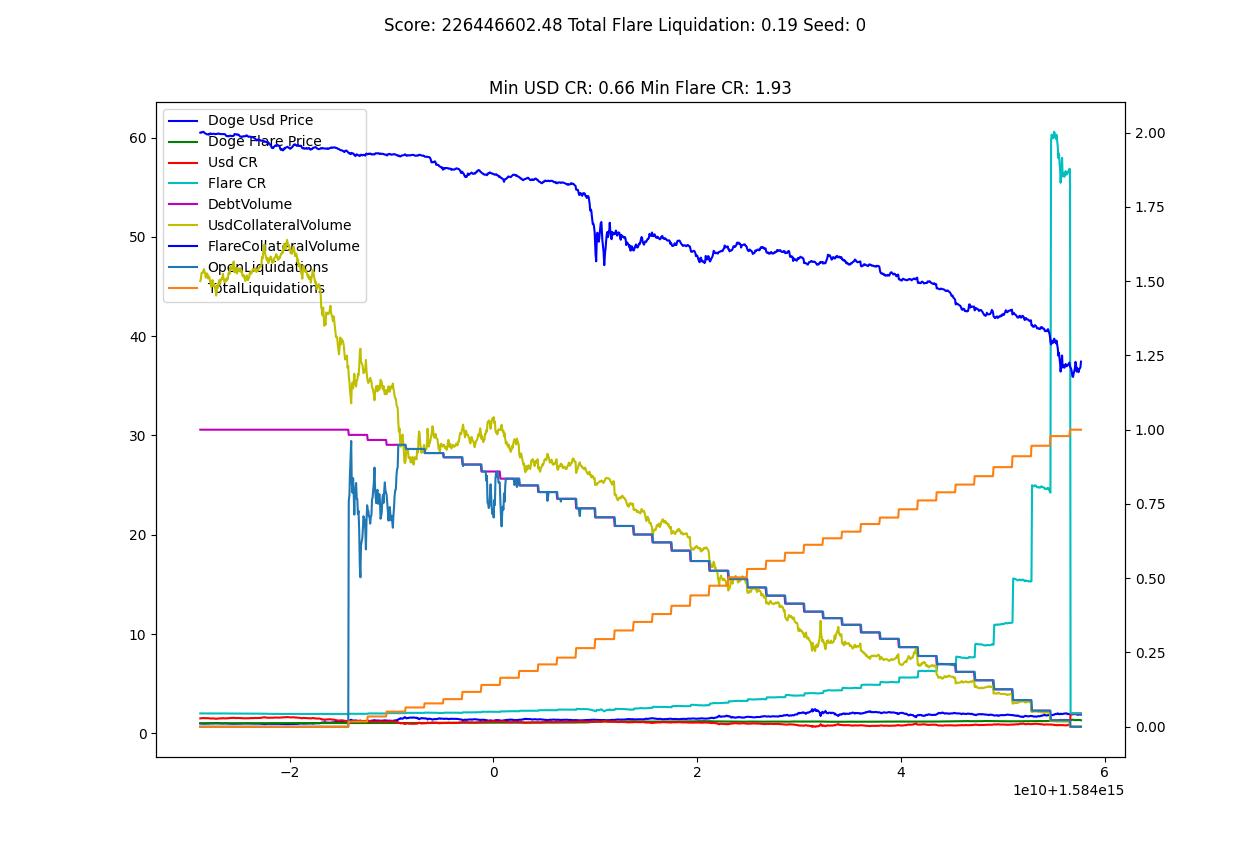 Score: 226446602.48 Total Flare Liquidation: 0.19 Seed: 0
Min USD CR: 0.66 Min Flare CR: 1.93
Doge Usd Price
Doge Flare Price
Usd CR
Flare CR
DebtVolume
UsdCollateralVolume
FlareCollateralVolume
OpenLiquidations
TotalLiquidations
60
50
40
30
20
10
0
2.00
1.75
1.50
1.25
1.00
0.75
0.50
0.25
0.00
−2 0 2 4 6
1e10+1.584e15